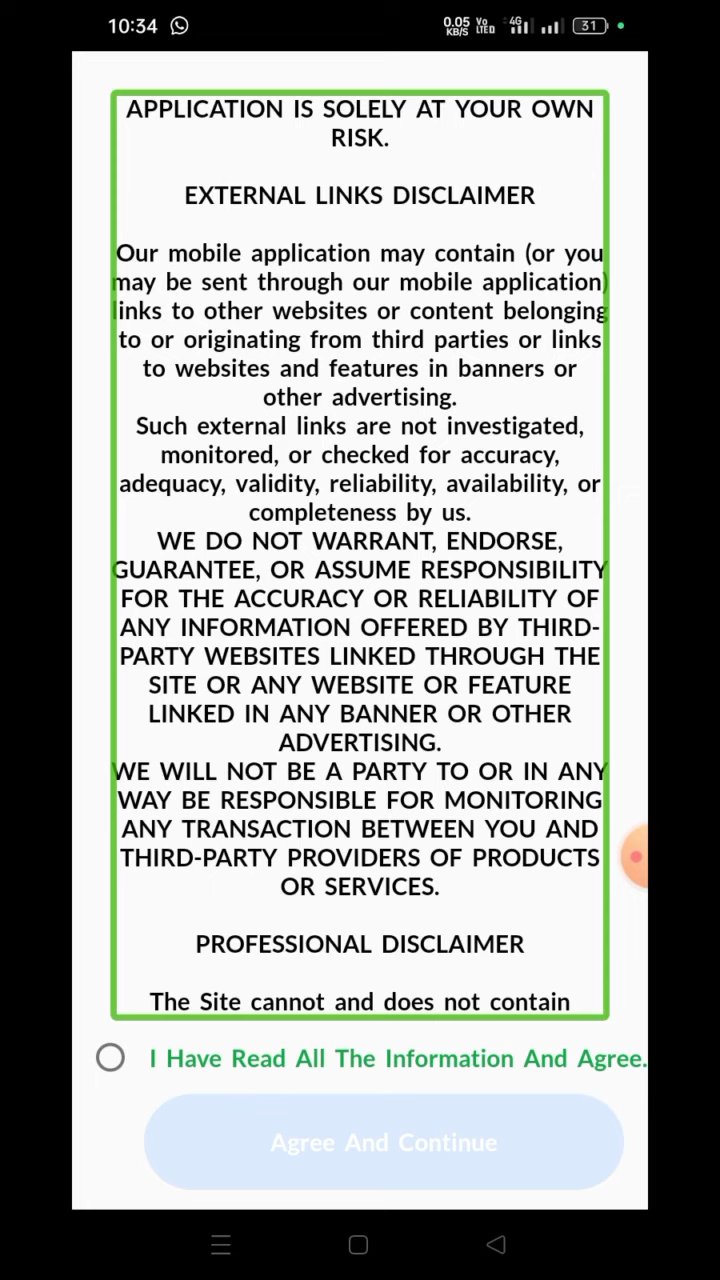 10:34
0.05 KB/S Vo LTE D 4G 31
APPLICATION IS SOLELY AT YOUR OWN
RISK.
EXTERNAL LINKS DISCLAIMER
Our mobile application may contain (or you
may be sent through our mobile application)
links to other websites or content belonging
to or originating from third parties or links
to websites and features in banners or
other advertising.
Such external links are not investigated,
monitored, or checked for accuracy,
adequacy, validity, reliability, availability, or
completeness by us.
WE DO NOT WARRANT, ENDORSE,
GUARANTEE, OR ASSUME RESPONSIBILITY
FOR THE ACCURACY OR RELIABILITY OF
ANY INFORMATION OFFERED BY THIRD-
PARTY WEBSITES LINKED THROUGH THE
SITE OR ANY WEBSITE OR FEATURE
LINKED IN ANY BANNER OR OTHER
ADVERTISING.
WE WILL NOT BE A PARTY TO OR IN ANY
WAY BE RESPONSIBLE FOR MONITORING
ANY TRANSACTION BETWEEN YOU AND
THIRD-PARTY PROVIDERS OF PRODUCTS
OR SERVICES.
PROFESSIONAL DISCLAIMER
The Site cannot and does not contain
I Have Read All The Information And Agree.
Agree And Continue